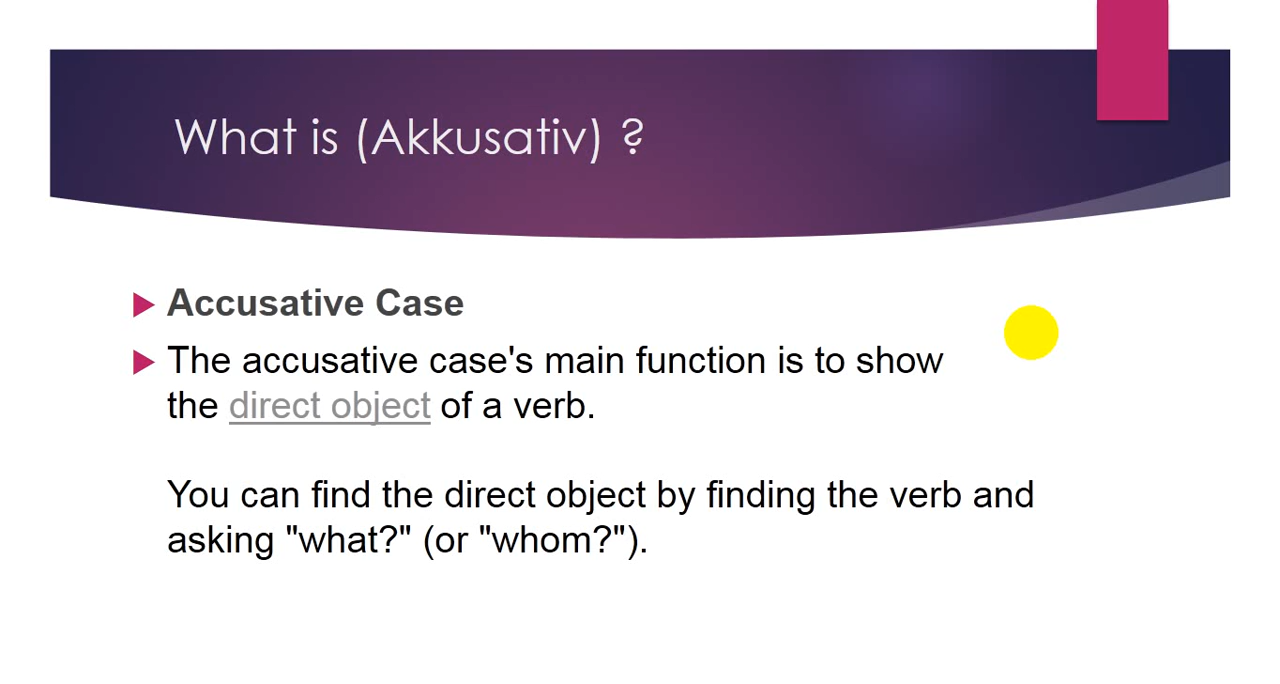 What is (Akkusativ) ?
Accusative Case
The accusative case's main function is to show
the direct object of a verb.
You can find the direct object by finding the verb and
asking "what?" (or "whom?").